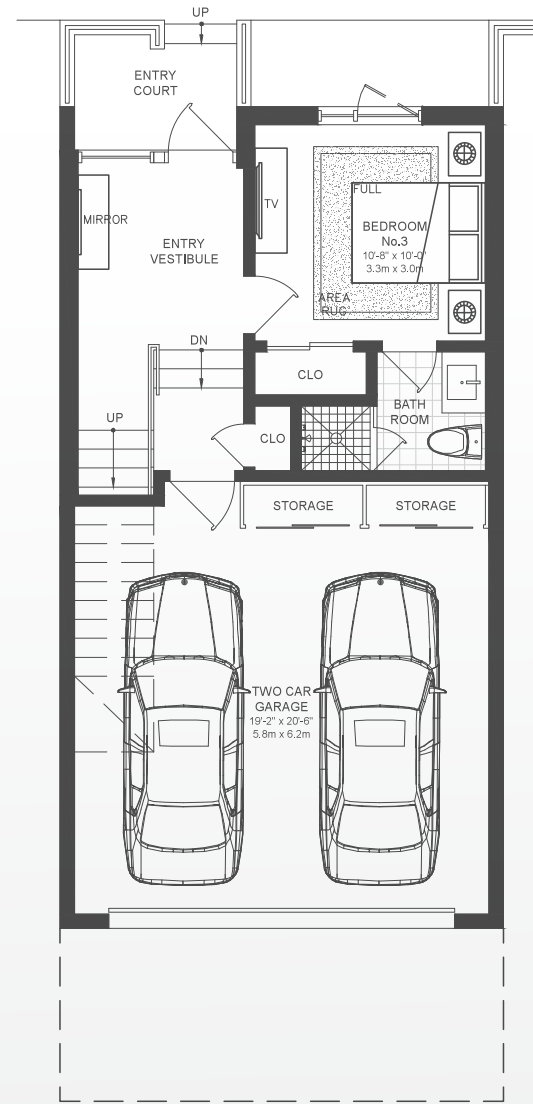 UP
ENTRY
COURT
FULL
TV
MIRROR
BEDROOM
No.3
10'-8" x 10'-0"
3.3m x 3.0m
ENTRY
VESTIBULE
AREA
RUG
DN
CLO
UP
BATH
ROOM
CLO
STORAGE
STORAGE
TWO CAR
GARAGE
19'-2" x 20'-6"
5.8m x 6.2m